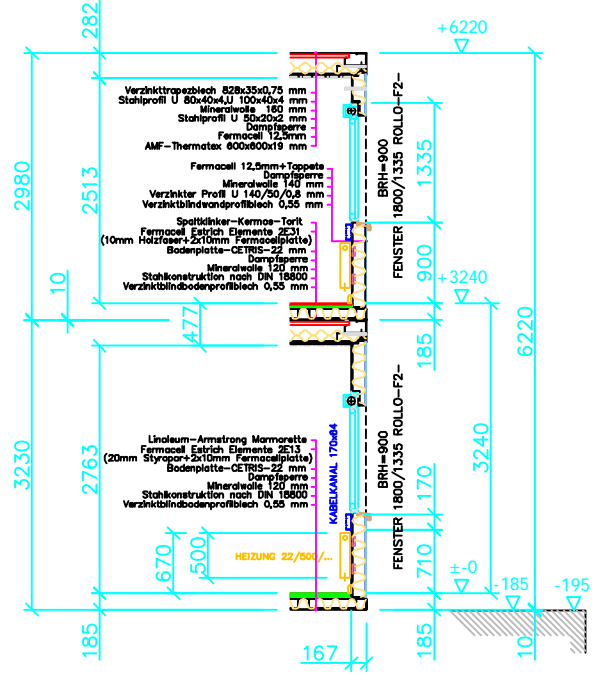 282
+6220
Verzinkttrapezblech 828x35x0,75 mm
Stahlprofil U 80x40x4,U 100x40x4 mm
Mineralwolle 160 mm
Stahlprofil U 50x20x2 mm
Dampfsperre
Fermacell 12,5mm
AMF-Thermatex 600x600x19 mm
2980
2513
BRH=900
FENSTER 1800/1335 ROLLO-F2-
1335
Fermacell 12,5mm+Tappete
Dampfsperre
Mineralwolle 140 mm
Verzinkter Profil U 140/50/0,8 mm
Verzinktblindwandprofilblech 0,55 mm
Spaltklinker-Kermos-Torit
Fermacell Estrich Elemente 2E31
(10mm Holzfaser+2x10mm Fermacellplatte)
Bodenplatte-CETRIS-22 mm
Dampfsperre
Mineralwolle 120 mm
Stahlkonstruktion nach DIN 18800
Verzinktblindbodenprofilblech 0,55 mm
900
+3240
10
477
185
6220
3230
2763
BRH=900
FENSTER 1800/1335 ROLLO-F2-
3240
KABELKANAL 170x64
Linoleum-Armstrong Marmorette
Fermacell Estrich Elemente 2E13
(20mm Styropor+2x10mm Fermacellplatte)
Bodenplatte-CETRIS-22 mm
Dampfsperre
Mineralwolle 120 mm
Stahlkonstruktion nach DIN 18800
Verzinktblindbodenprofilblech 0,55 mm
170
670
500
HEIZUNG 22/500/...
710
±-0
-185
-195
185
167
185
10